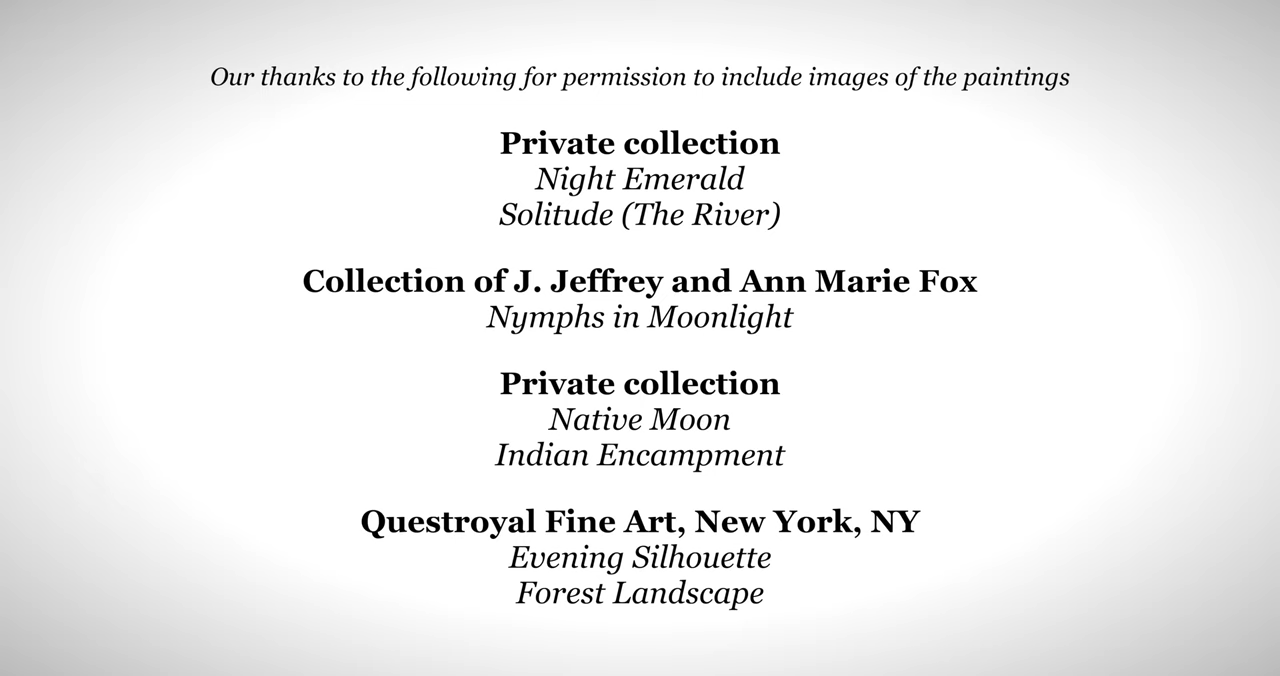 Our thanks to the following for permission to include images of the paintings
Private collection
Night Emerald
Solitude (The River)
Collection of J. Jeffrey and Ann Marie Fox
Nymphs in Moonlight
Private collection
Native Moon
Indian Encampment
Questroyal Fine Art, New York, NY
Evening Silhouette
Forest Landscape